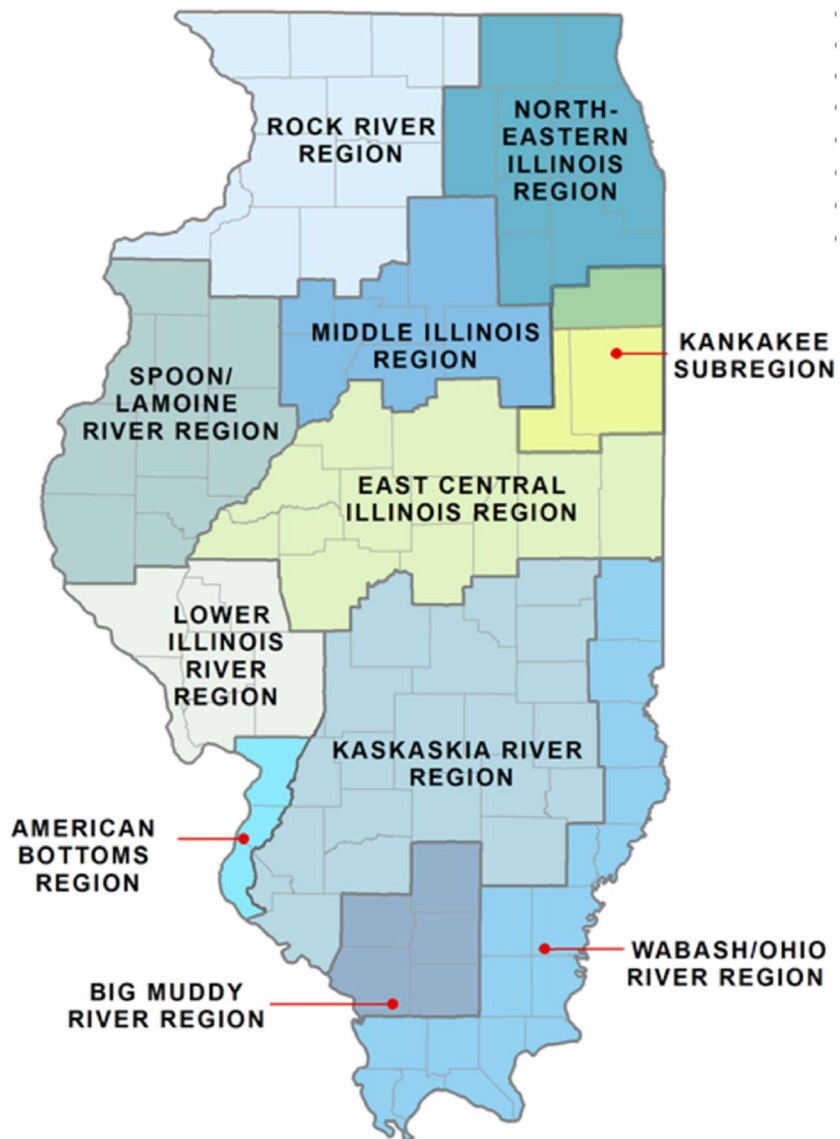 NORTH-
EASTERN
ILLINOIS
REGION
ROCK RIVER
REGION
MIDDLE ILLINOIS
REGION
KANKAKEE
SUBREGION
SPOON/
LAMOINE
RIVER REGION
EAST CENTRAL
ILLINOIS REGION
LOWER
ILLINOIS
RIVER
REGION
KASKASKIA RIVER
REGION
AMERICAN
BOTTOMS
REGION
WABASH/OHIO
RIVER REGION
BIG MUDDY
RIVER REGION